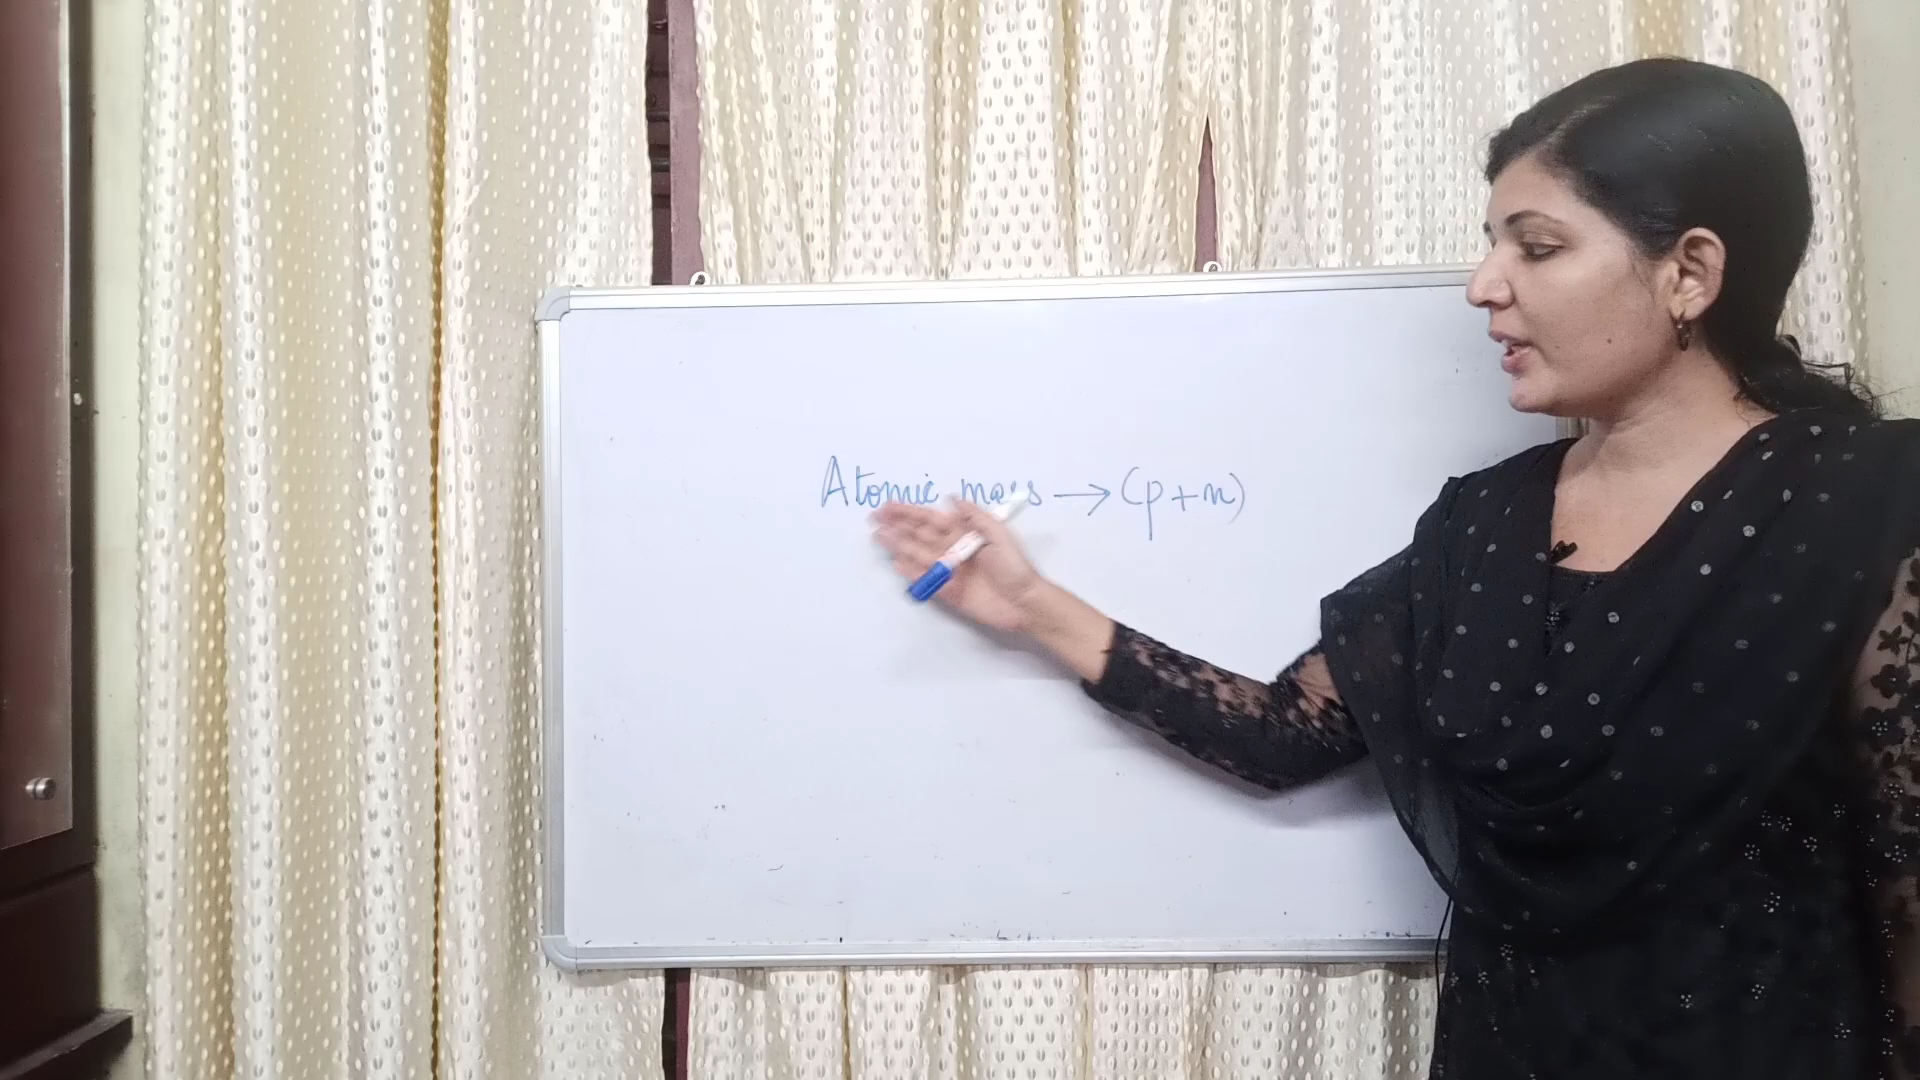 Atomic mass → (p+n)